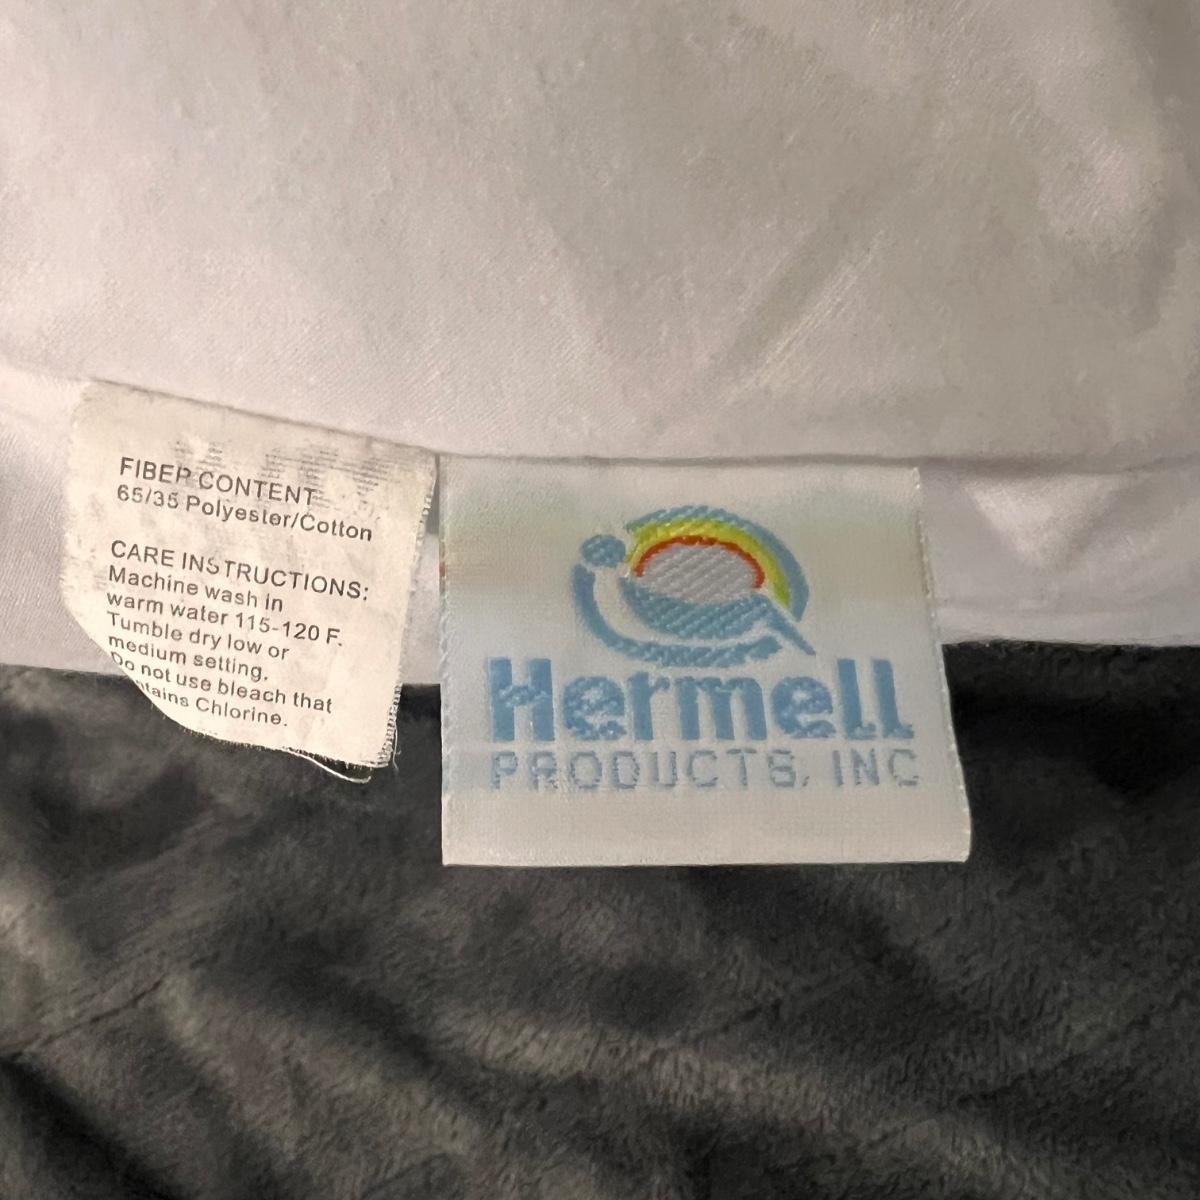 FIBER CONTENT
65/35 Polyester/Cotton
CARE INSTRUCTIONS:
Machine wash in
warm water 115-120 F.
Tumble dry low or
medium setting.
Do not use bleach that
ntains Chlorine.
Hermell
PRODUCTS, INC